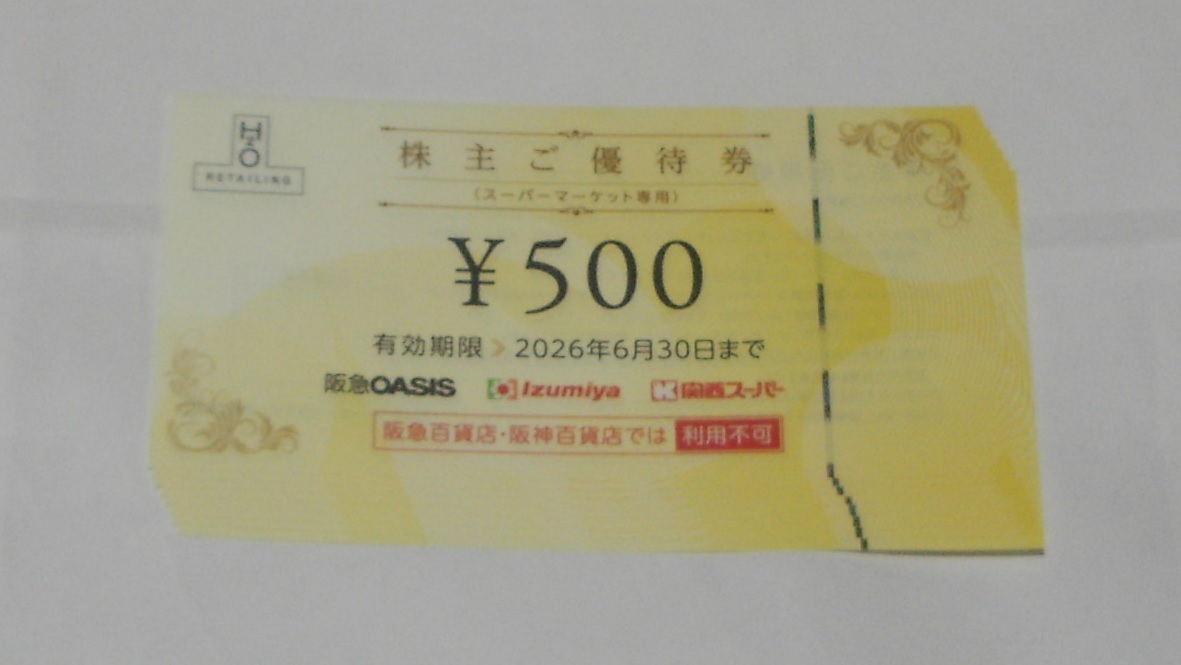 H2O
RETAILING
株主ご優待券
(スーパーマーケット専用)
¥500
有効期限 > 2026年6月30日まで
阪急OASIS Izumiya 関西スーパー
阪急百貨店・阪神百貨店では 利用不可